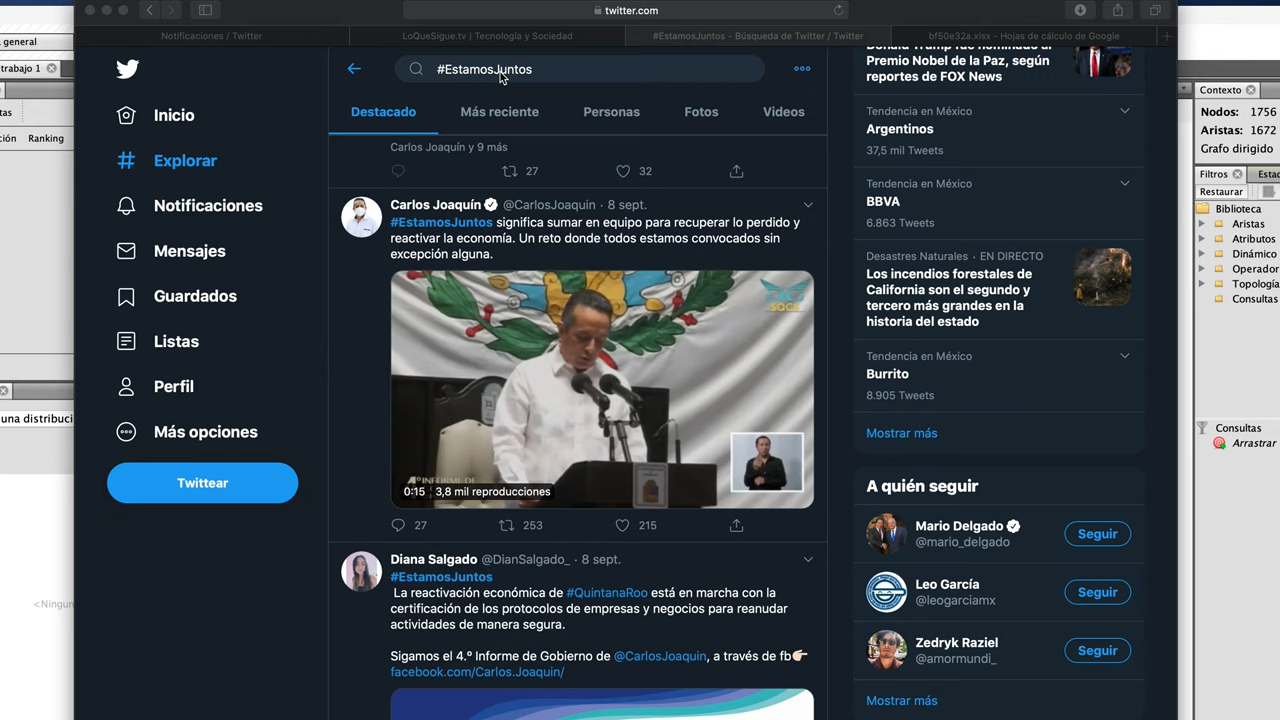 twitter.com
Notificaciones / Twitter
LoQueSigue.tv | Tecnología y Sociedad
#EstamosJuntos - Búsqueda de Twitter / Twitter
bf50e32a.xlsx - Hojas de cálculo de Google
general
trabajo 1
tas
ción Ranking
una distribuci
<Ningun
Inicio
Explorar
Notificaciones
Mensajes
Guardados
Listas
Perfil
Más opciones
Twittear
#EstamosJuntos
Destacado
Más reciente
Personas
Fotos
Videos
Carlos Joaquín y 9 más
27
32
Carlos Joaquín
· 8 sept.
#EstamosJuntos en equipo para recuperar lo perdido y
reactivar la economía. Un reto donde todos estamos convocados sin
excepción alguna.
0:15 3,8 mil reproducciones
27
253
215
Diana Salgado @DianSalgado_ · 8 sept.
#EstamosJuntos
La reactivación económica de #QuintanaRoo está en marcha con la
certificación de los protocolos de empresas y negocios para reanudar
actividades de manera segura.
Sigamos el 4.º Informe de Gobierno de @CarlosJoaquin, a través de fb
facebook.com/Carlos.Joaquin/
Donald Trump fue nominado al
Premio Nobel de la Paz, según
reportes de FOX News
Tendencia en México
Argentinos
37,5 mil Tweets
Tendencia en México
BBVA
6.863 Tweets
Desastres Naturales · EN DIRECTO
Los incendios forestales de
California son el segundo y
tercero más grandes en la
historia del estado
Tendencia en México
Burrito
8.905 Tweets
Mostrar más
A quién seguir
Mario Delgado
@mario_delgado
Seguir
Leo García
@leogarciamx
Seguir
Zedryk Raziel
@amormundi_
Seguir
Mostrar más
Contexto
Nodos: 1756
Aristas: 1672
Grafo dirigido
Filtros
Estad
Restaurar
Biblioteca
Aristas
Atributos
Dinámico
Operador
Topología
Consultas
Consultas
Arrastrar